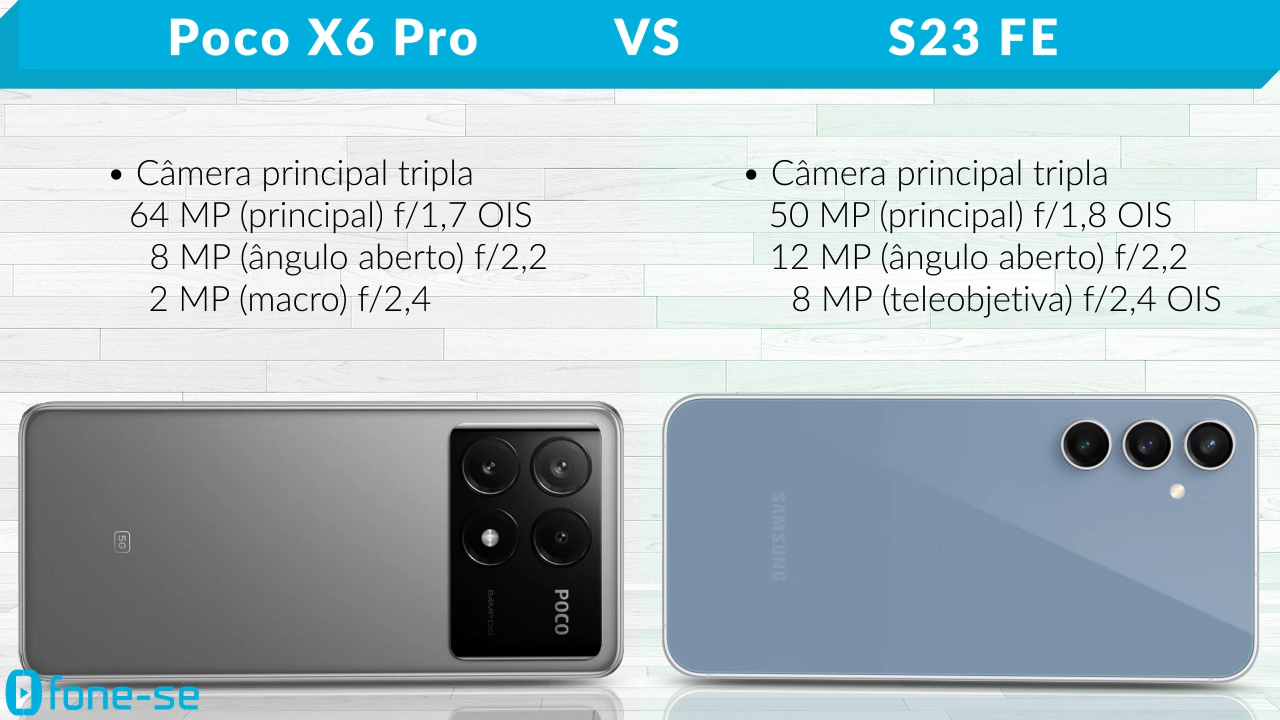 Poco X6 Pro VS S23 FE
• Câmera principal tripla
64 MP (principal) f/1,7 OIS
8 MP (ângulo aberto) f/2,2
2 MP (macro) f/2,4
• Câmera principal tripla
50 MP (principal) f/1,8 OIS
12 MP (ângulo aberto) f/2,2
8 MP (teleobjetiva) f/2,4 OIS
5G
64MP OIS
POCO
SAMSUNG
fone-se